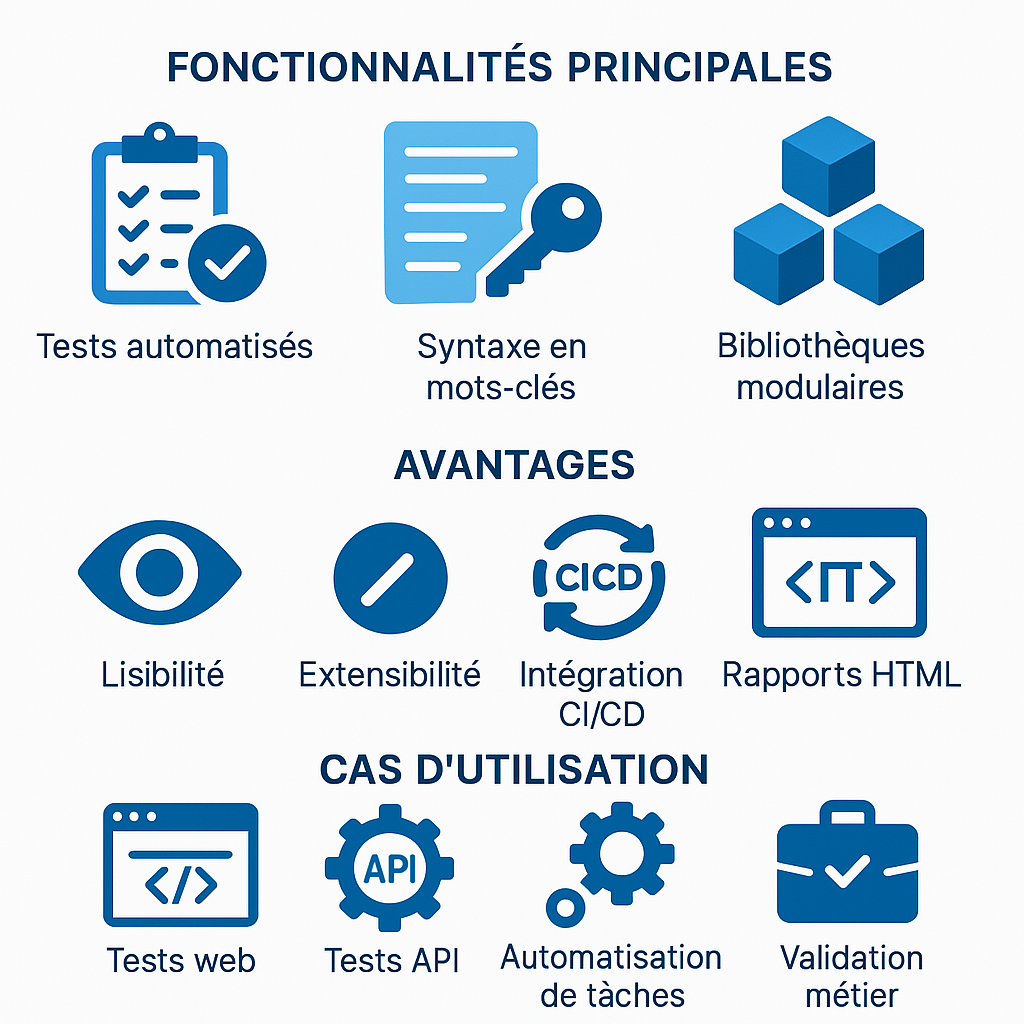 FONCTIONNALITÉS PRINCIPALES
Tests automatisés
Syntaxe en
mots-clés
Bibliothèques
modulaires
AVANTAGES
CICD
<IT>
Lisibilité
Extensibilité
Intégration
CI/CD
Rapports HTML
CAS D'UTILISATION
</>
API
Tests web
Tests API
Automatisation
de tàches
Validation
métier